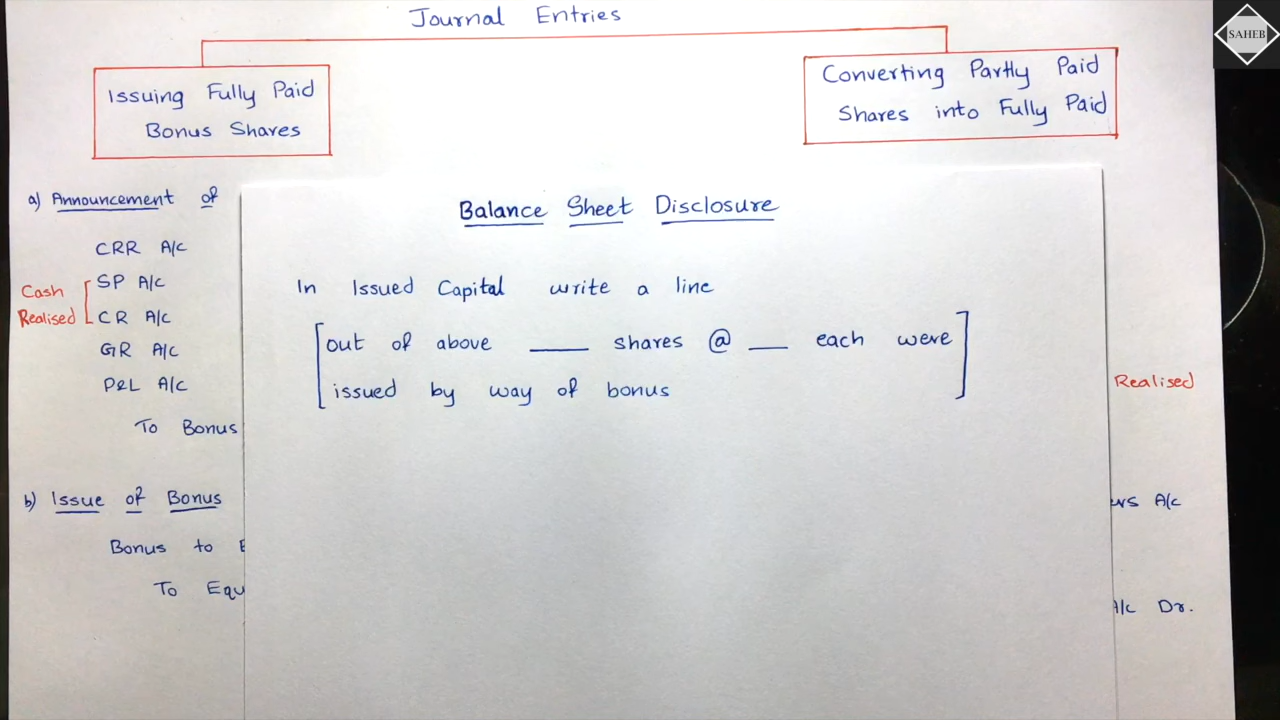 SAHEB
Journal Entries
Issuing Fully Paid
Bonus Shares
Converting Partly Paid
Shares into Fully Paid
a) Announcement of
CRR A/c
Cash
Realised
SP A/c
CR A/c
GR A/c
P&L A/c
To Bonus
b) Issue of Bonus
Bonus to
To Equ
Balance Sheet Disclosure
In Issued Capital write a line
[out of above ____ shares @ ___ each were
issued by way of bonus]
Realised
A/c
A/c Dr.